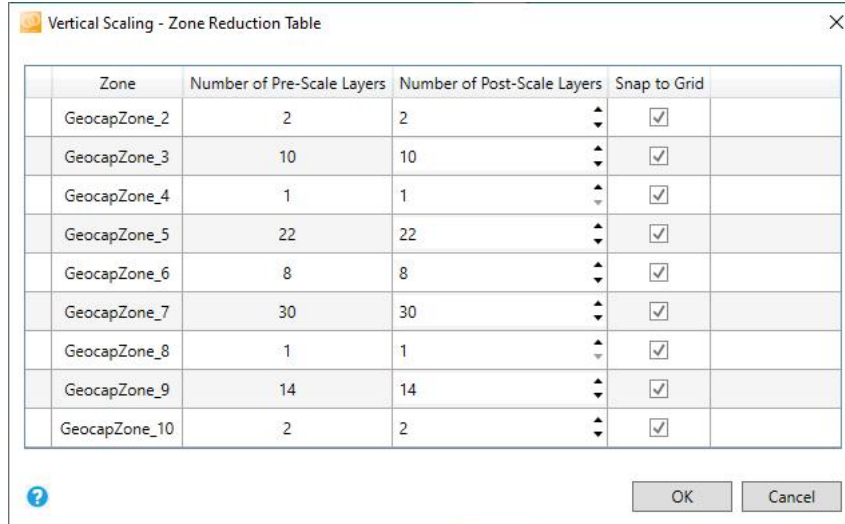 Vertical Scaling - Zone Reduction Table
Zone Number of Pre-Scale Layers Number of Post-Scale Layers Snap to Grid
GeocapZone_2 2 2
GeocapZone_3 10 10
GeocapZone_4 1 1
GeocapZone_5 22 22
GeocapZone_6 8 8
GeocapZone_7 30 30
GeocapZone_8 1 1
GeocapZone_9 14 14
GeocapZone_10 2 2
? OK Cancel